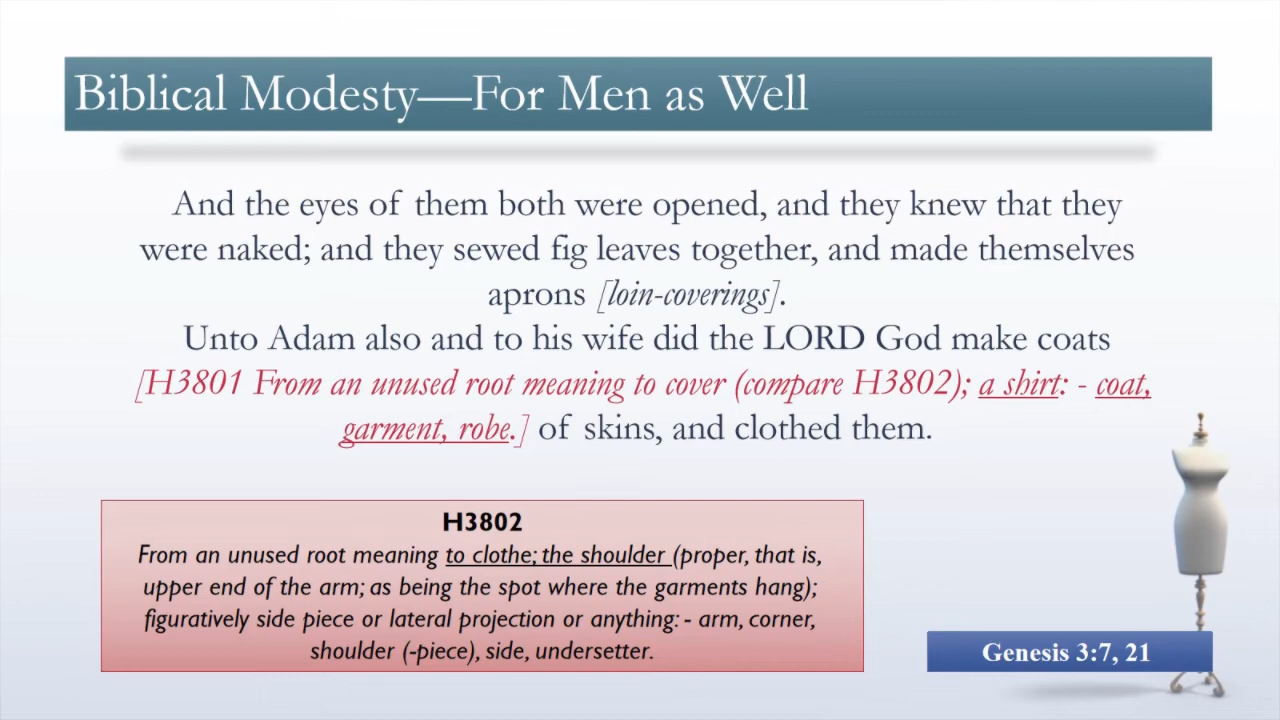 Biblical Modesty—For Men as Well
And the eyes of them both were opened, and they knew that they
were naked; and they sewed fig leaves together, and made themselves
aprons [loin-coverings].
Unto Adam also and to his wife did the LORD God make coats
[H3801 From an unused root meaning to cover (compare H3802); a shirt: - coat,
garment, robe.] of skins, and clothed them.
H3802
From an unused root meaning to clothe; the shoulder (proper, that is,
upper end of the arm; as being the spot where the garments hang);
figuratively side piece or lateral projection or anything: - arm, corner,
shoulder (-piece), side, undersetter.
Genesis 3:7, 21